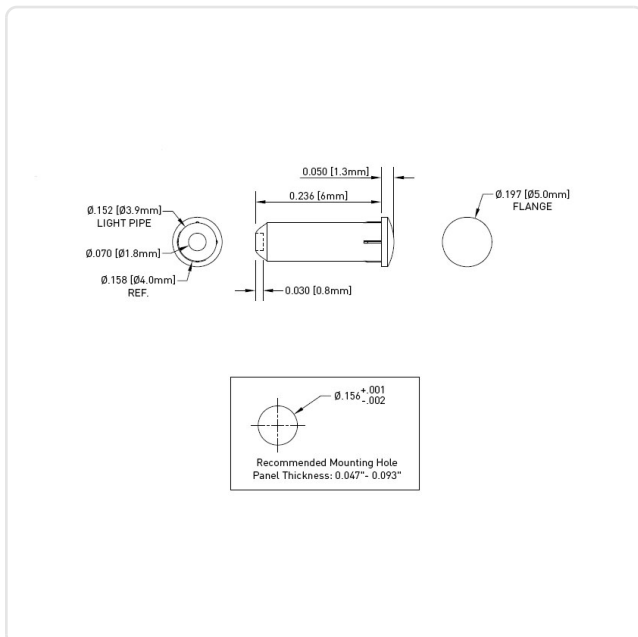 0.050 [1.3mm]
0.236 [6mm]
Ø.197 [Ø5.0mm]
FLANGE
Ø.152 [Ø3.9mm]
LIGHT PIPE
Ø.070 [Ø1.8mm]
Ø.158 [Ø4.0mm]
REF.
0.030 [0.8mm]
Ø.156 +.001
-.002
Recommended Mounting Hole
Panel Thickness: 0.047"- 0.093"